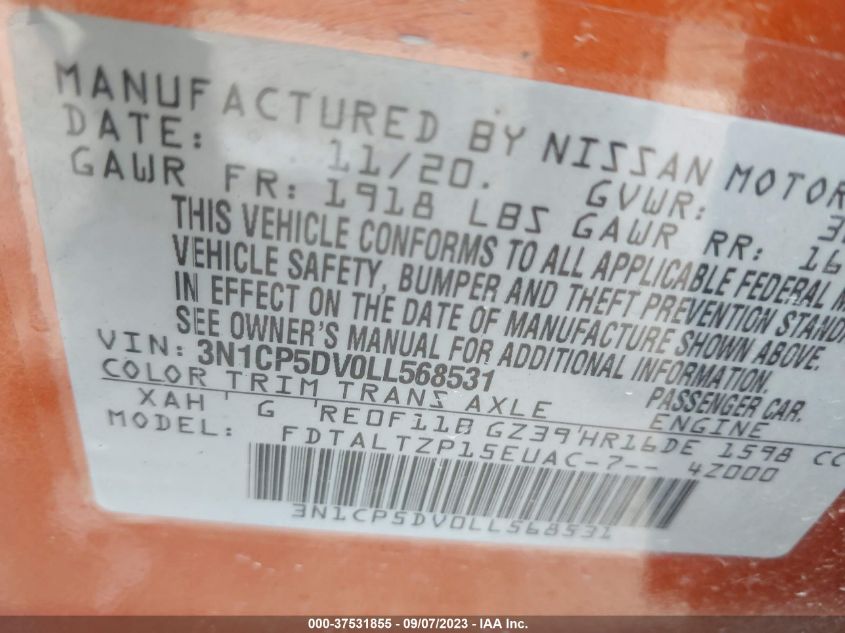 MANUFACTURED BY NISSAN MOTOR
DATE: 11/20. GVWR:
GAWR FR: 1918 LBS GAWR RR: 16
THIS VEHICLE CONFORMS TO ALL APPLICABLE FEDERAL M
VEHICLE SAFETY, BUMPER AND THEFT PREVENTION STAND
IN EFFECT ON THE DATE OF MANUFACTURE SHOWN ABOVE.
SEE OWNER'S MANUAL FOR ADDITIONAL INFORMATION.
VIN: 3N1CP5DV0LL568531 PASSENGER CAR.
COLOR TRIM TRANS AXLE ENGINE
XAH G RE0F11B GZ39 HR16DE 1598 CC
MODEL: FDTALTZP15EUAC-7-- 4Z000
3N1CP5DV0LL568531
000-37531855 - 09/07/2023 - IAA Inc.